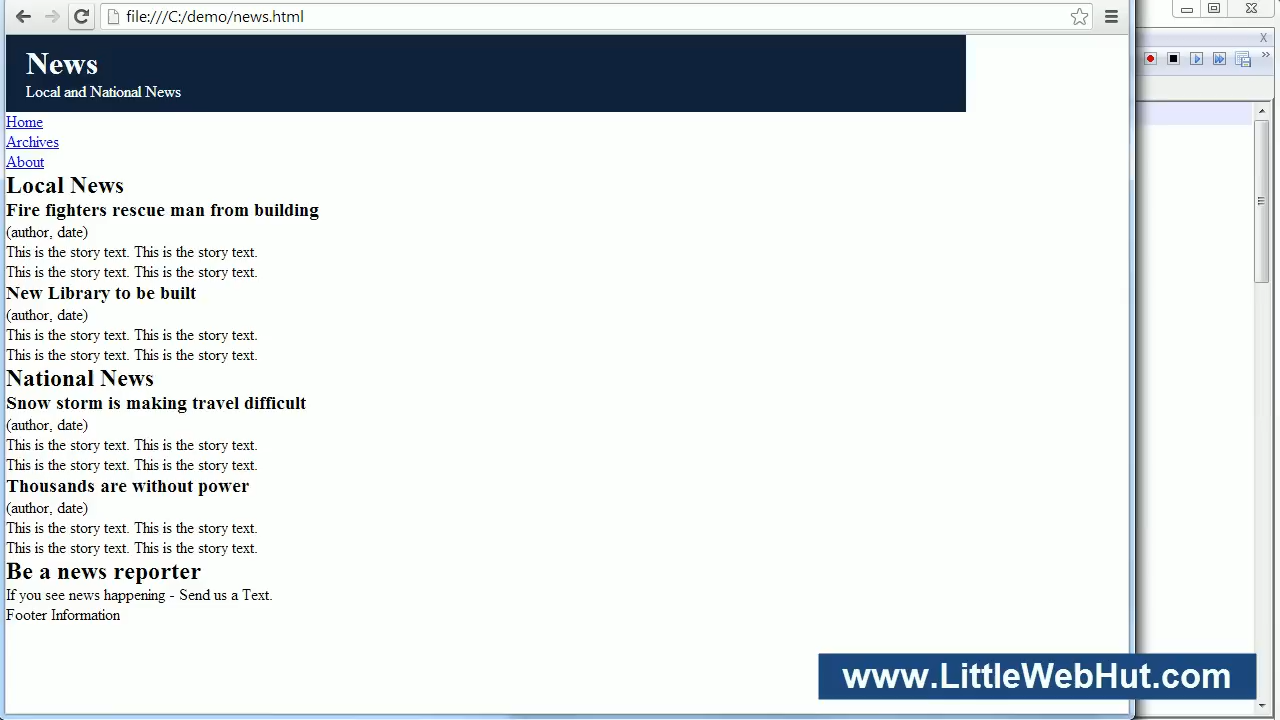 file:///C:/demo/news.html
News
Local and National News
Home
Archives
About
Local News
Fire fighters rescue man from building
(author, date)
This is the story text. This is the story text.
This is the story text. This is the story text.
New Library to be built
(author, date)
This is the story text. This is the story text.
This is the story text. This is the story text.
National News
Snow storm is making travel difficult
(author, date)
This is the story text. This is the story text.
This is the story text. This is the story text.
Thousands are without power
(author, date)
This is the story text. This is the story text.
This is the story text. This is the story text.
Be a news reporter
If you see news happening - Send us a Text.
Footer Information
www.LittleWebHut.com